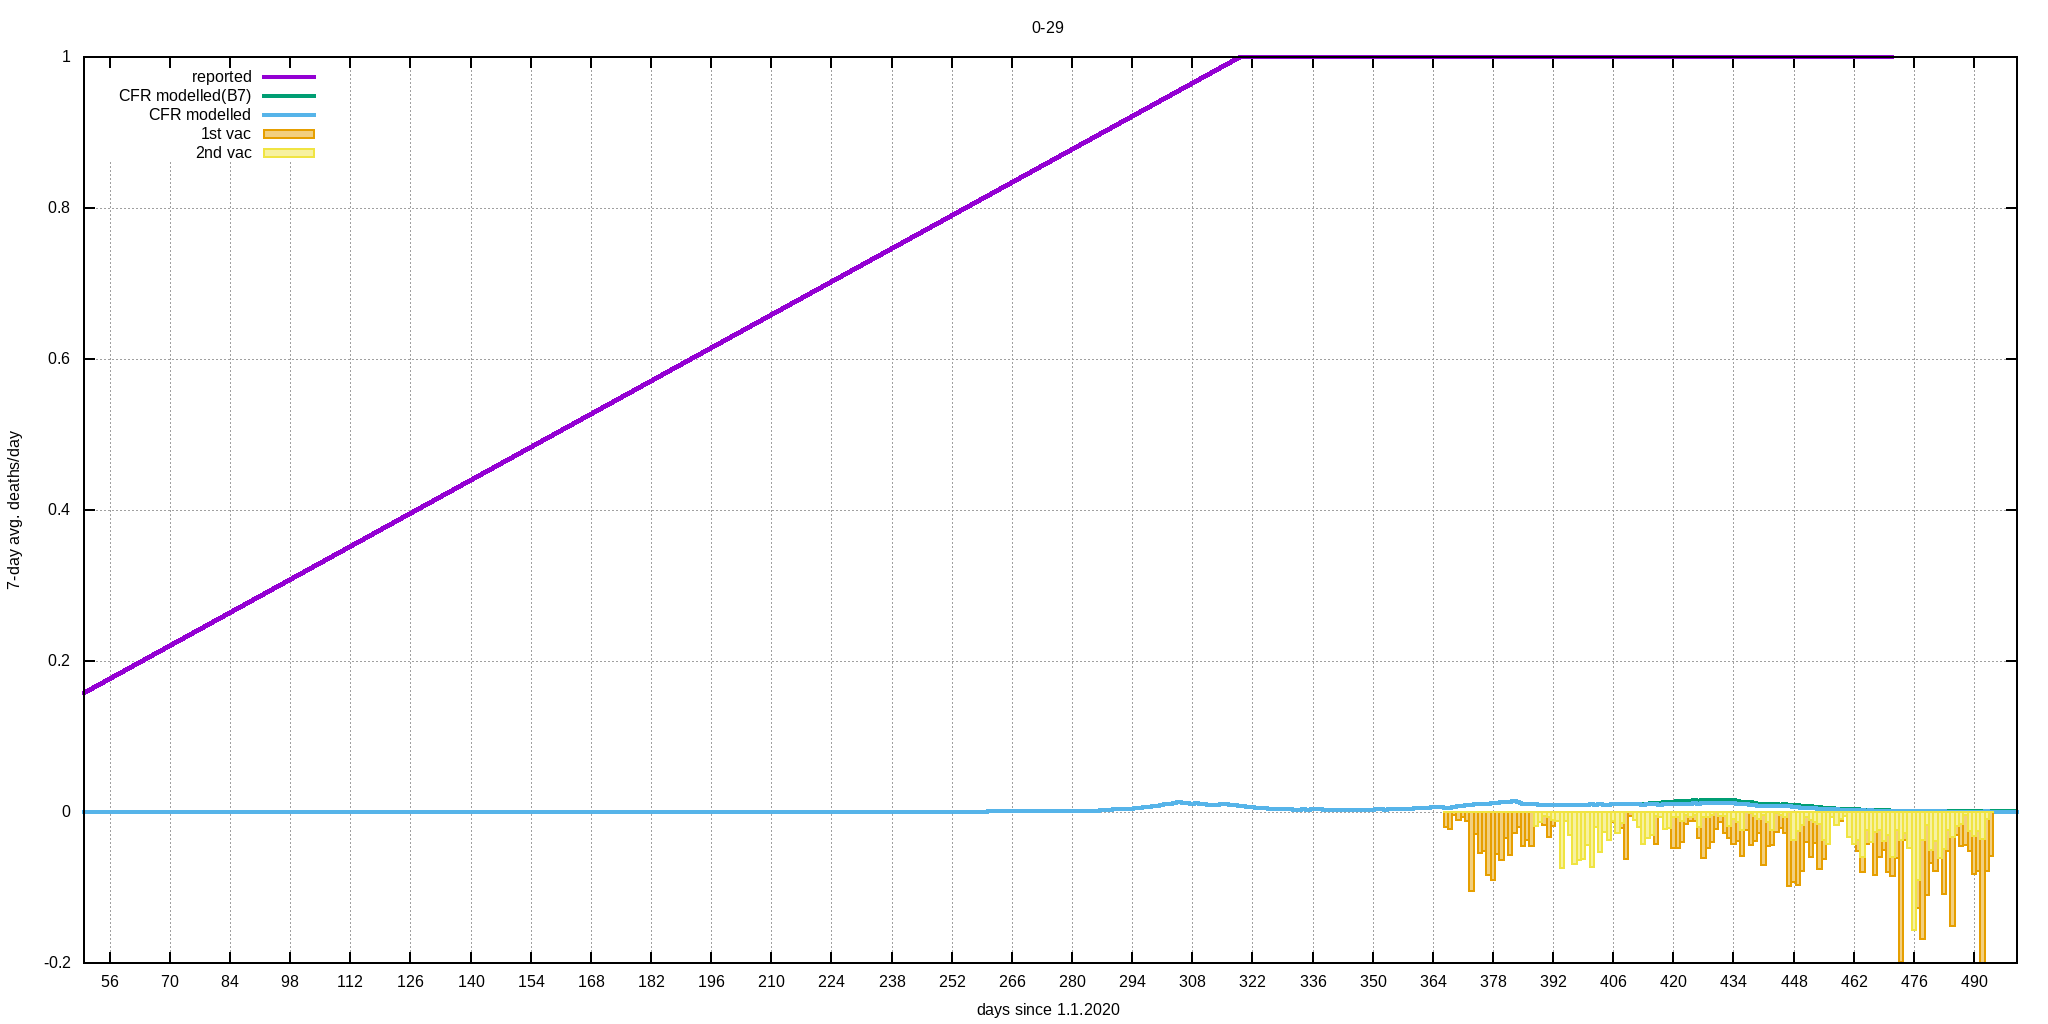 0-29
1
reported
CFR modelled(B7)
CFR modelled
1st vac
2nd vac
0.8
0.6
0.4
0.2
0
-0.2
7-day avg. deaths/day
56 70 84 98 112 126 140 154 168 182 196 210 224 238 252 266 280 294 308 322 336 350 364 378 392 406 420 434 448 462 476 490
days since 1.1.2020